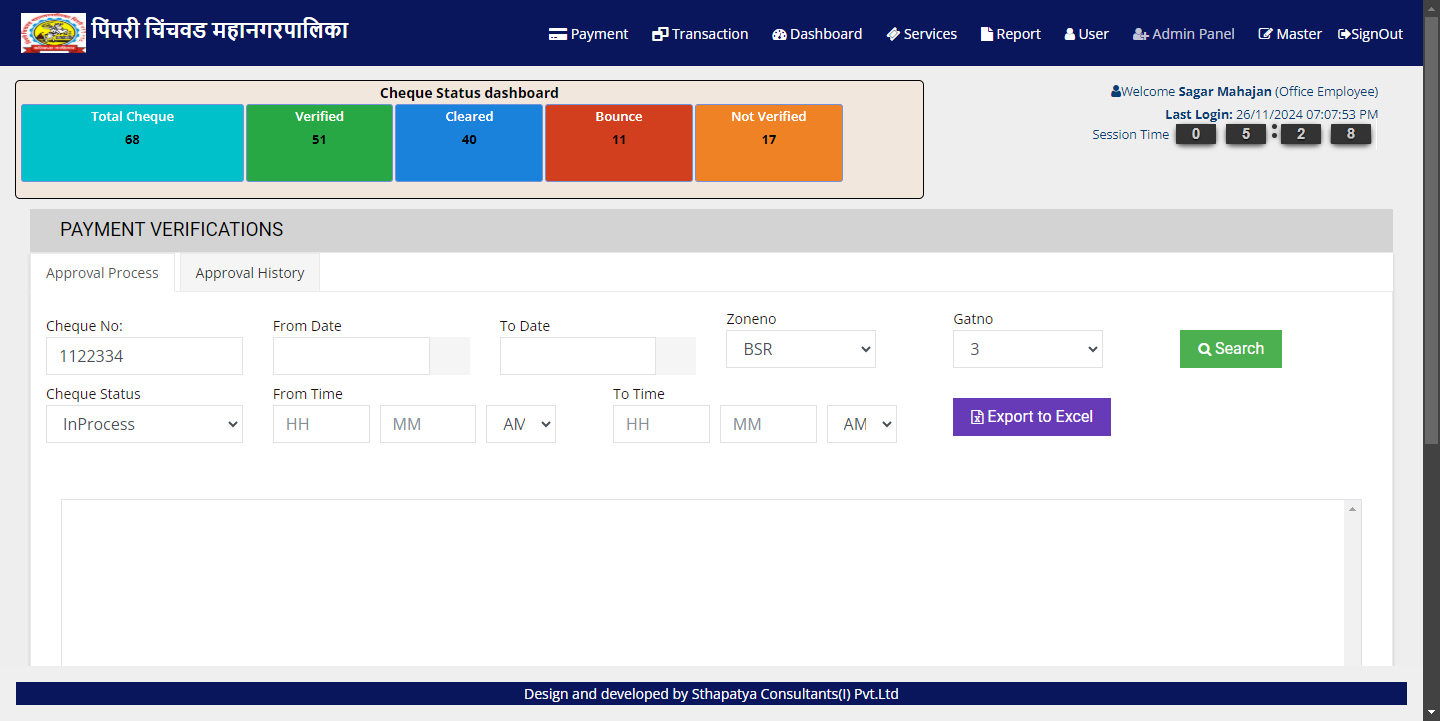 पिंपरी चिंचवड महानगरपालिका
Payment Transaction Dashboard Services Report User Admin Panel Master SignOut
Cheque Status dashboard
Total Cheque Verified Cleared Bounce Not Verified
68 51 40 11 17
Welcome Sagar Mahajan (Office Employee)
Last Login: 26/11/2024 07:07:53 PM
Session Time 0 5 : 2 8
PAYMENT VERIFICATIONS
Approval Process Approval History
Cheque No: From Date To Date Zoneno Gatno
1122334 BSR 3 Search
Cheque Status From Time To Time
InProcess HH MM AM HH MM AM Export to Excel
Design and developed by Sthapatya Consultants(I) Pvt.Ltd